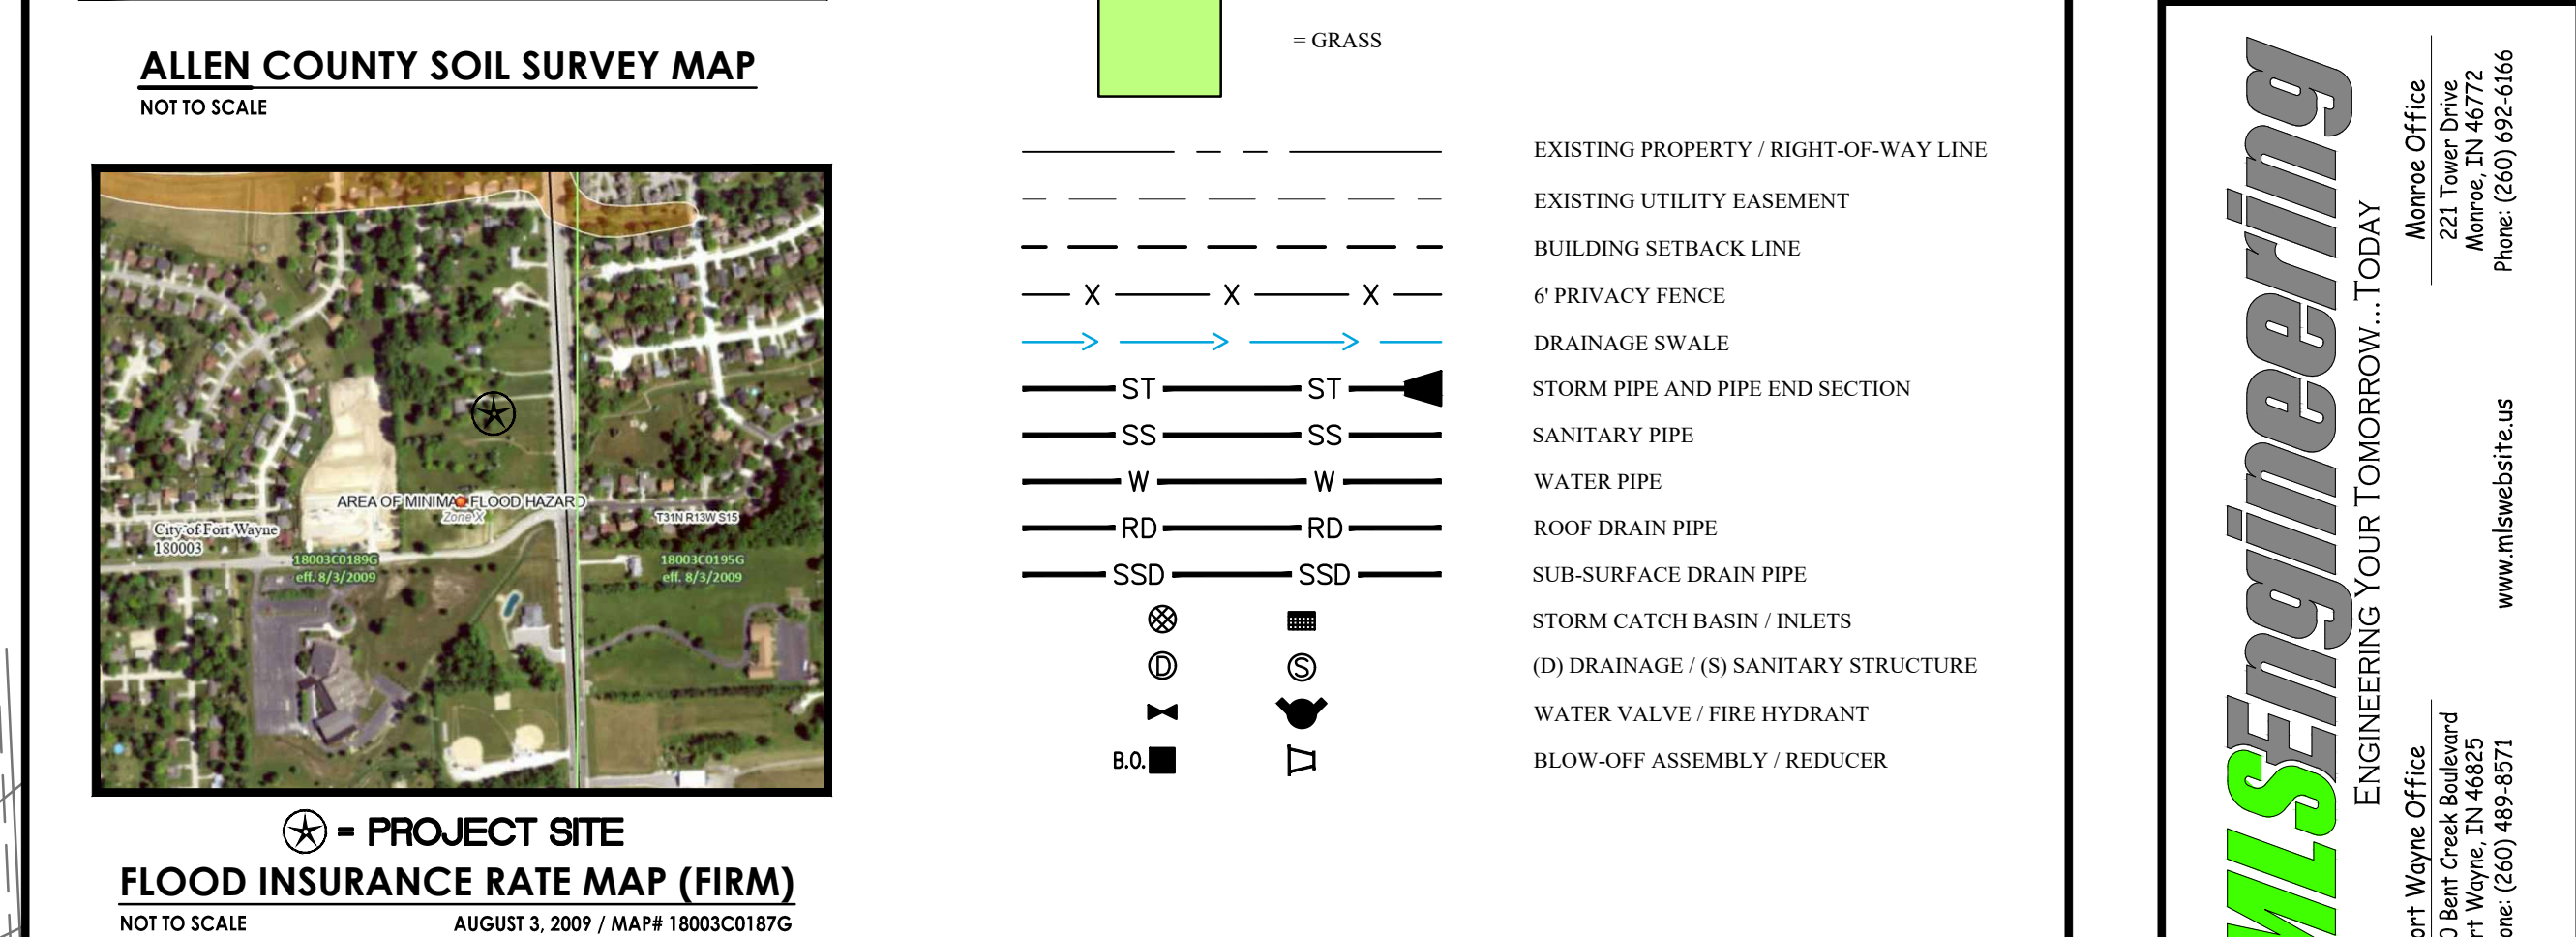 ALLEN COUNTY SOIL SURVEY MAP
NOT TO SCALE
AREA OF MINIMA FLOOD HAZARD
Zone X
T31N R13W S15
City of Fort Wayne
180003
18003C0189G
eff. 8/3/2009
18003C0195G
eff. 8/3/2009
= PROJECT SITE
FLOOD INSURANCE RATE MAP (FIRM)
NOT TO SCALE
AUGUST 3, 2009 / MAP# 18003C0187G
= GRASS
EXISTING PROPERTY / RIGHT-OF-WAY LINE
EXISTING UTILITY EASEMENT
BUILDING SETBACK LINE
X X X 6' PRIVACY FENCE
DRAINAGE SWALE
ST ST STORM PIPE AND PIPE END SECTION
SS SS SANITARY PIPE
W W WATER PIPE
RD RD ROOF DRAIN PIPE
SSD SSD SUB-SURFACE DRAIN PIPE
STORM CATCH BASIN / INLETS
D S (D) DRAINAGE / (S) SANITARY STRUCTURE
WATER VALVE / FIRE HYDRANT
B.O. BLOW-OFF ASSEMBLY / REDUCER
MLS Engineering
ENGINEERING YOUR TOMORROW...TODAY
ort Wayne Office
0 Bent Creek Boulevard
rt Wayne, IN 46825
one: (260) 489-8571
www.mlswebsite.us
Monroe Office
221 Tower Drive
Monroe, IN 46772
Phone: (260) 692-6166